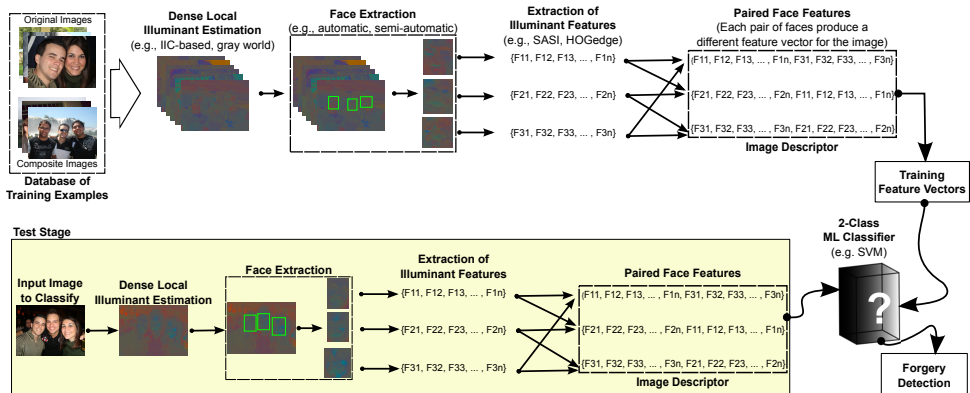 Original Images
Composite Images
Database of
Training Examples
Dense Local
Illuminant Estimation
(e.g., IIC-based, gray world)
Face Extraction
(e.g., automatic, semi-automatic)
Extraction of
Illuminant Features
(e.g., SASI, HOGedge)
{F11, F12, F13, ... , F1n}
{F21, F22, F23, ... , F2n}
{F31, F32, F33, ... , F3n}
Paired Face Features
(Each pair of faces produce a
different feature vector for the image)
{F11, F12, F13, ... , F1n, F31, F32, F33, ... , F3n}
{F21, F22, F23, ... , F2n, F11, F12, F13, ... , F1n}
{F31, F32, F33, ... , F3n, F21, F22, F23, ... , F2n}
Image Descriptor
Training
Feature Vectors
2-Class
ML Classifier
(e.g. SVM)
?
Forgery
Detection
Test Stage
Input Image
to Classify
Dense Local
Illuminant Estimation
Face Extraction
Extraction of
Illuminant Features
{F11, F12, F13, ... , F1n}
{F21, F22, F23, ... , F2n}
{F31, F32, F33, ... , F3n}
Paired Face Features
{F11, F12, F13, ... , F1n, F31, F32, F33, ... , F3n}
{F21, F22, F23, ... , F2n, F11, F12, F13, ... , F1n}
{F31, F32, F33, ... , F3n, F21, F22, F23, ... , F2n}
Image Descriptor